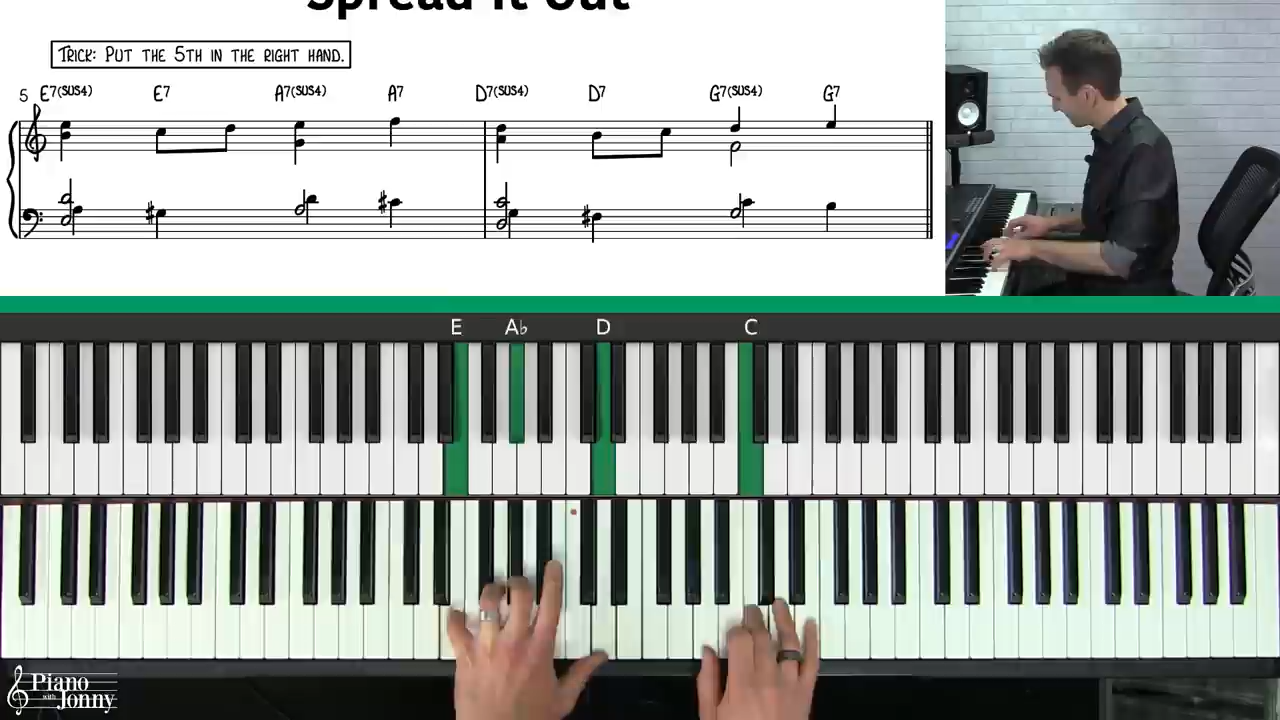 Spread It Out
TRICK: PUT THE 5TH IN THE RIGHT HAND.
5 E7(SUS4) E7 A7(SUS4) A7 D7(SUS4) D7 G7(SUS4) G7
E A♭ D C
Piano
with
Jonny